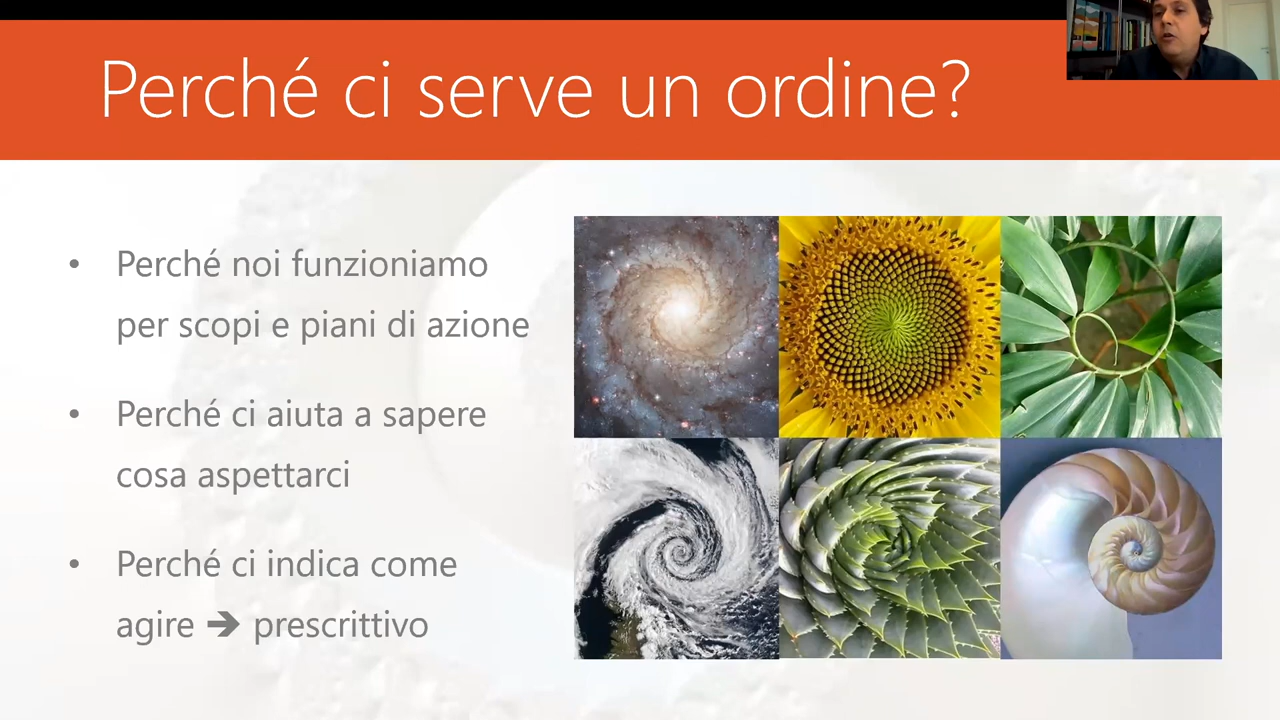 Perché ci serve un ordine?
• Perché noi funzioniamo
per scopi e piani di azione
• Perché ci aiuta a sapere
cosa aspettarci
• Perché ci indica come
agire ➔ prescrittivo